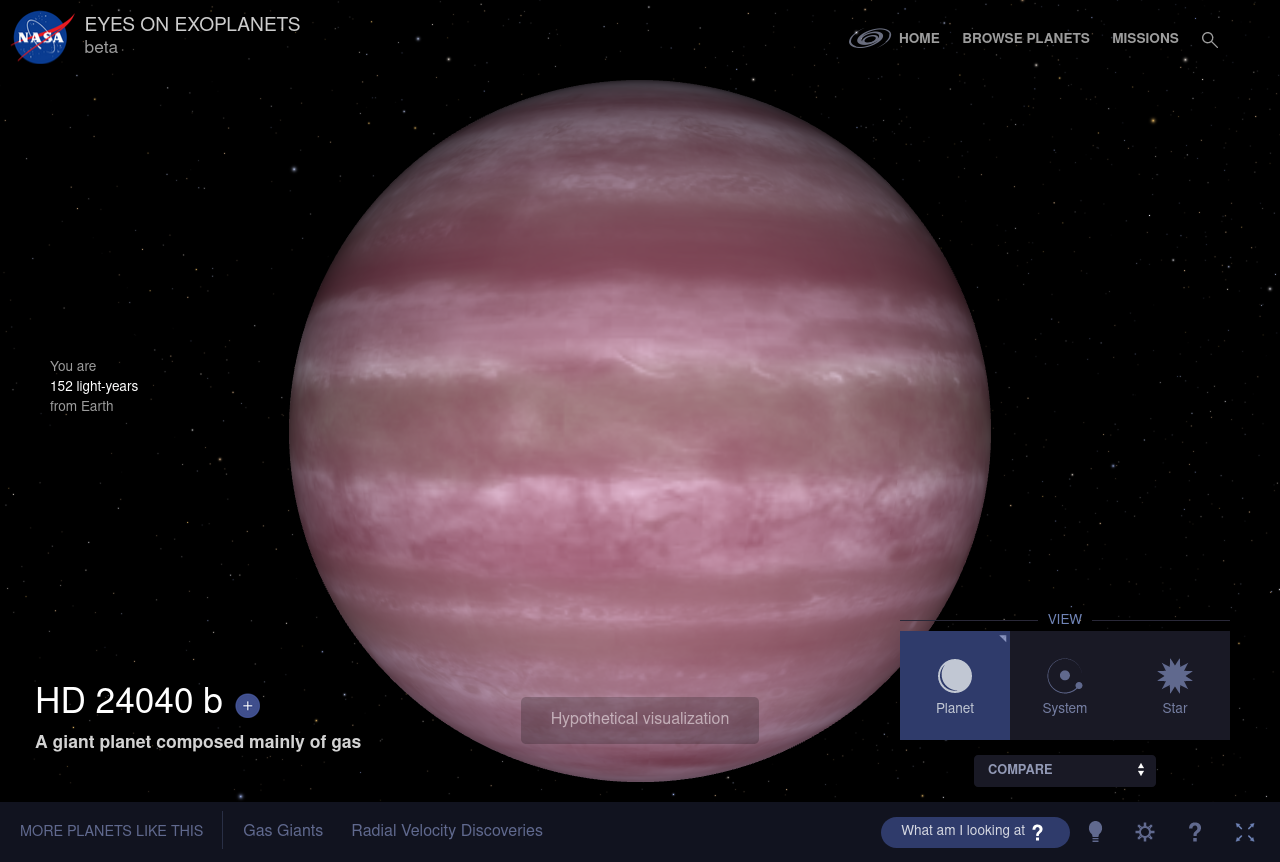 NASA
EYES ON EXOPLANETS
beta
HOME
BROWSE PLANETS
MISSIONS
You are
152 light-years
from Earth
VIEW
Planet
System
Star
HD 24040 b +
A giant planet composed mainly of gas
Hypothetical visualization
COMPARE
MORE PLANETS LIKE THIS
Gas Giants
Radial Velocity Discoveries
What am I looking at ?
?